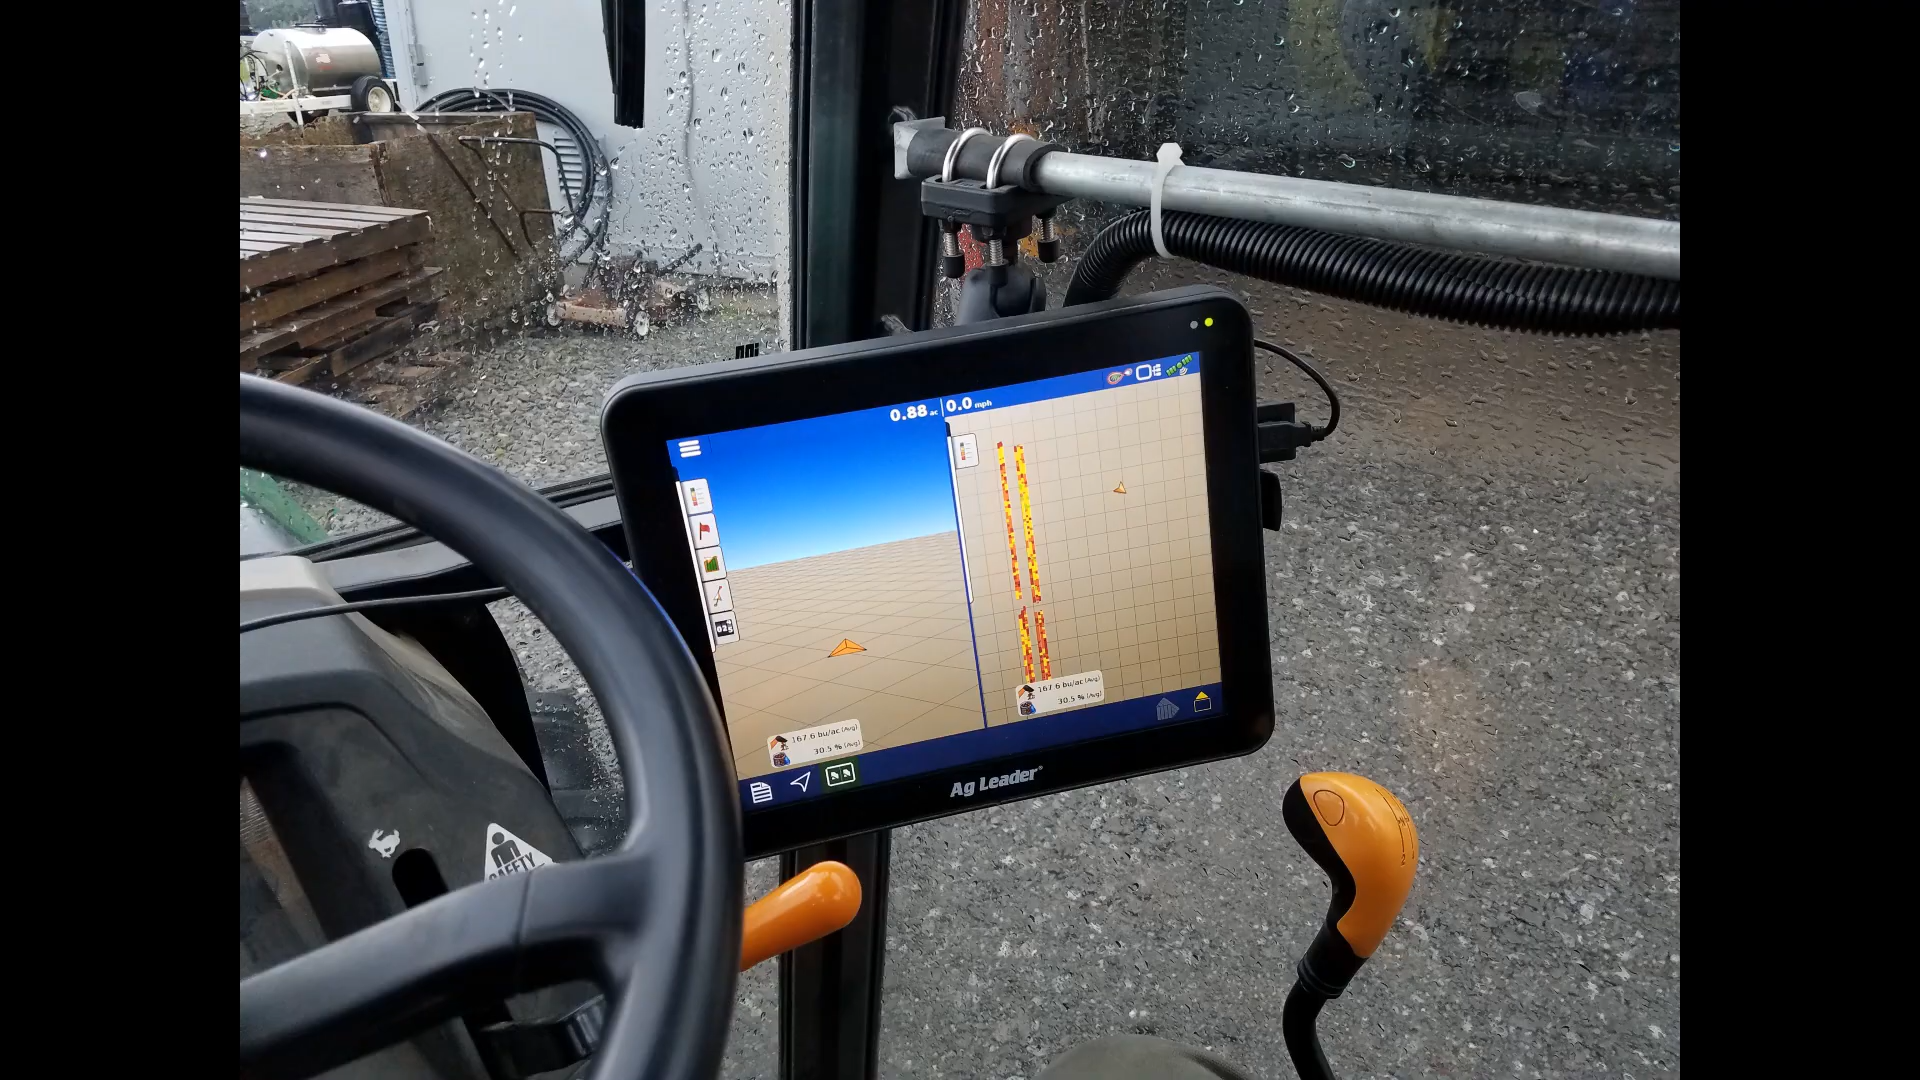 0.88 ac
0.0 mph
167.6 bu/ac (Avg)
30.5 % (Avg)
167.6 bu/ac (Avg)
30.5 % (Avg)
Ag Leader®
SAFETY